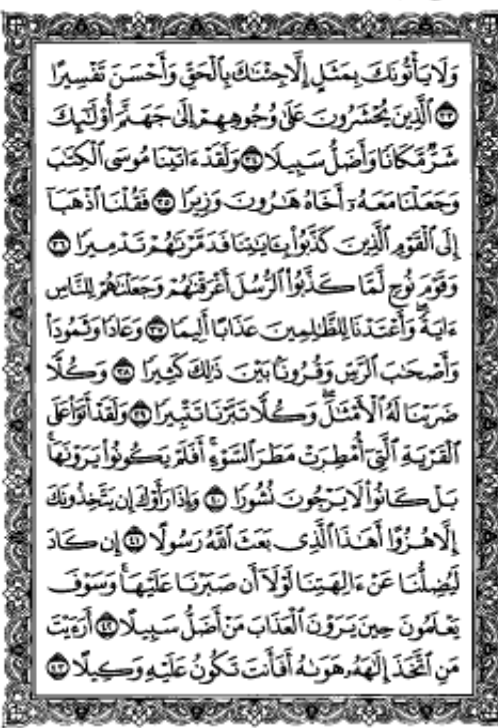 وَلَا يَأْتُونَكَ بِمَثَلٍ إِلَّا جِئْنَٰكَ بِٱلْحَقِّ وَأَحْسَنَ تَفْسِيرًا
٣٣ ٱلَّذِينَ يُحْشَرُونَ عَلَىٰ وُجُوهِهِمْ إِلَىٰ جَهَنَّمَ أُو۟لَٰٓئِكَ
شَرٌّ مَّكَانًا وَأَضَلُّ سَبِيلًا ٣٤ وَلَقَدْ ءَاتَيْنَا مُوسَى ٱلْكِتَٰبَ
وَجَعَلْنَا مَعَهُۥٓ أَخَاهُ هَٰرُونَ وَزِيرًا ٣٥ فَقُلْنَا ٱذْهَبَآ
إِلَى ٱلْقَوْمِ ٱلَّذِينَ كَذَّبُوا۟ بِـَٔايَٰتِنَا فَدَمَّرْنَٰهُمْ تَدْمِيرًا ٣٦
وَقَوْمَ نُوحٍ لَّمَّا كَذَّبُوا۟ ٱلرُّسُلَ أَغْرَقْنَٰهُمْ وَجَعَلْنَٰهُمْ لِلنَّاسِ
ءَايَةً ۖ وَأَعْتَدْنَا لِلظَّٰلِمِينَ عَذَابًا أَلِيمًا ٣٧ وَعَادًا وَثَمُودَا۟
وَأَصْحَٰبَ ٱلرَّسِّ وَقُرُونًۢا بَيْنَ ذَٰلِكَ كَثِيرًا ٣٨ وَكُلًّا
ضَرَبْنَا لَهُ ٱلْأَمْثَٰلَ ۖ وَكُلًّا تَبَّرْنَا تَتْبِيرًا ٣٩ وَلَقَدْ أَتَوْا۟ عَلَى
ٱلْقَرْيَةِ ٱلَّتِىٓ أُمْطِرَتْ مَطَرَ ٱلسَّوْءِ ۚ أَفَلَمْ يَكُونُوا۟ يَرَوْنَهَا ۚ
بَلْ كَانُوا۟ لَا يَرْجُونَ نُشُورًا ٤٠ وَإِذَا رَأَوْكَ إِن يَتَّخِذُونَكَ
إِلَّا هُزُوًا أَهَٰذَا ٱلَّذِى بَعَثَ ٱللَّهُ رَسُولًا ٤١ إِن كَادَ
لَيُضِلُّنَا عَنْ ءَالِهَتِنَا لَوْلَآ أَن صَبَرْنَا عَلَيْهَا ۚ وَسَوْفَ
يَعْلَمُونَ حِينَ يَرَوْنَ ٱلْعَذَابَ مَنْ أَضَلُّ سَبِيلًا ٤٢ أَرَءَيْتَ
مَنِ ٱتَّخَذَ إِلَٰهَهُۥ هَوَىٰهُ أَفَأَنتَ تَكُونُ عَلَيْهِ وَكِيلًا ٤٣